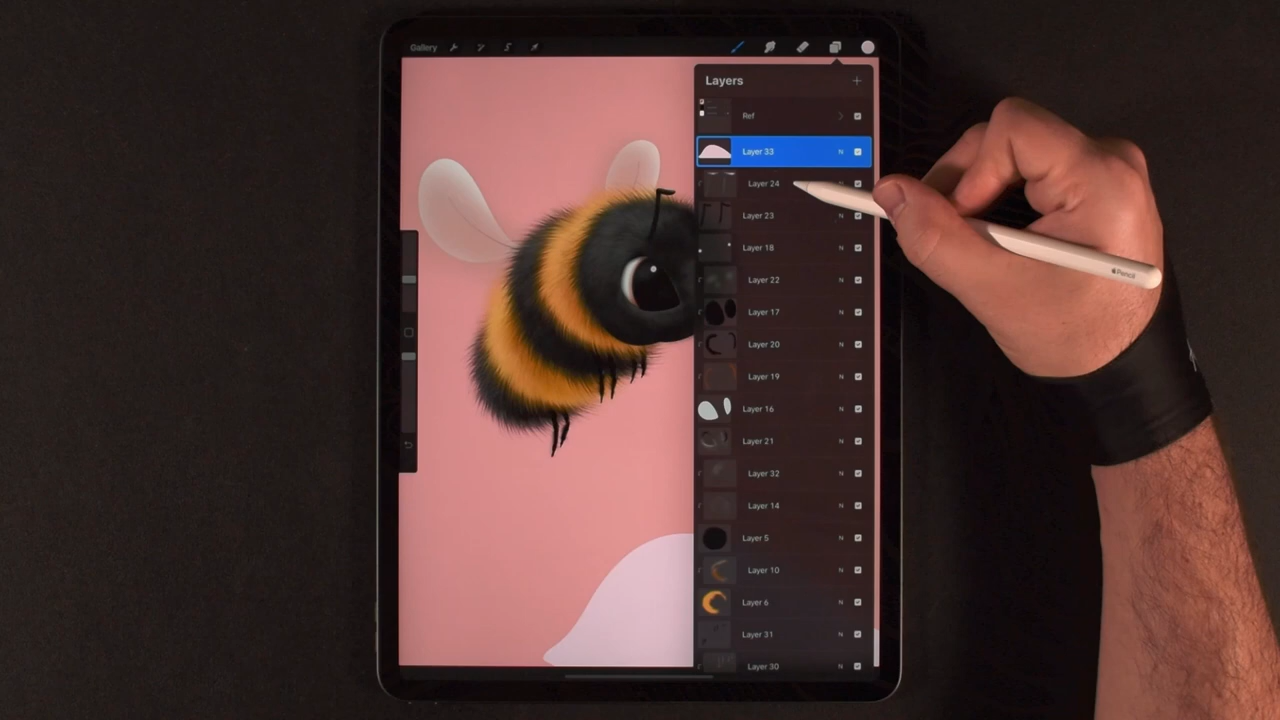 Gallery
Layers
Ref
Layer 33 N
Layer 24 N
Layer 23
Layer 18 N
Layer 22 N
Layer 17 N
Layer 20 N
Layer 19 N
Layer 16 N
Layer 21 N
Layer 32 N
Layer 14 N
Layer 5 N
Layer 10 N
Layer 6 N
Layer 31 N
Layer 30 N
Pencil